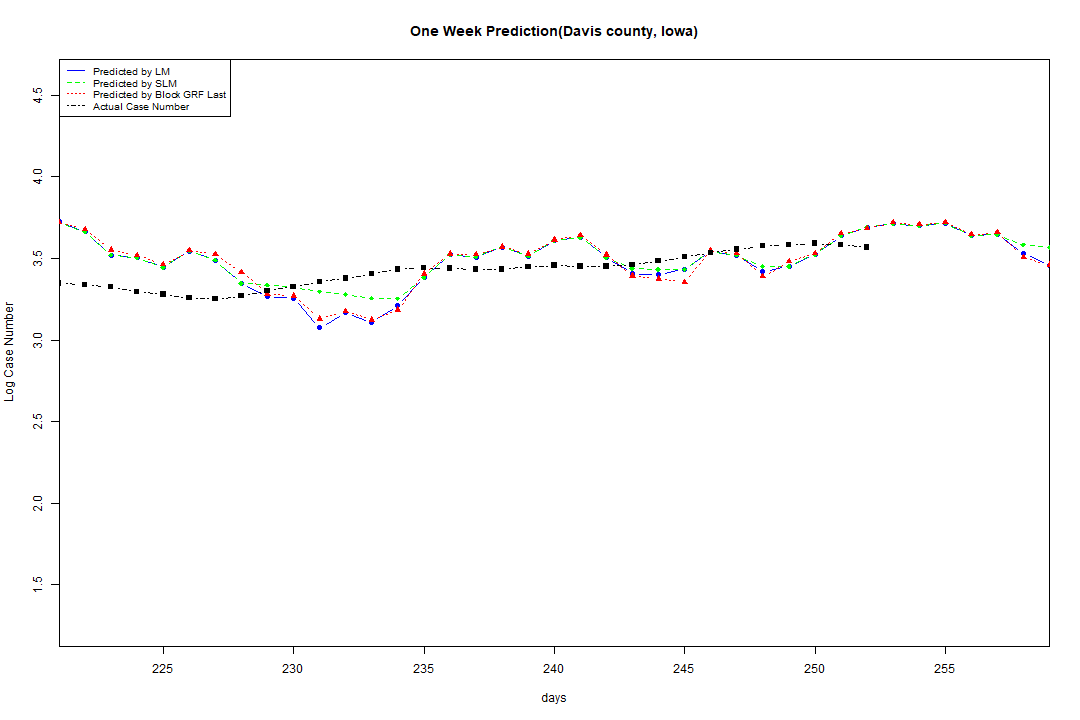 One Week Prediction(Davis county, Iowa)
Predicted by LM
Predicted by SLM
Predicted by Block GRF Last
Actual Case Number
4.5
4.0
3.5
3.0
2.5
2.0
1.5
Log Case Number
225 230 235 240 245 250 255
days